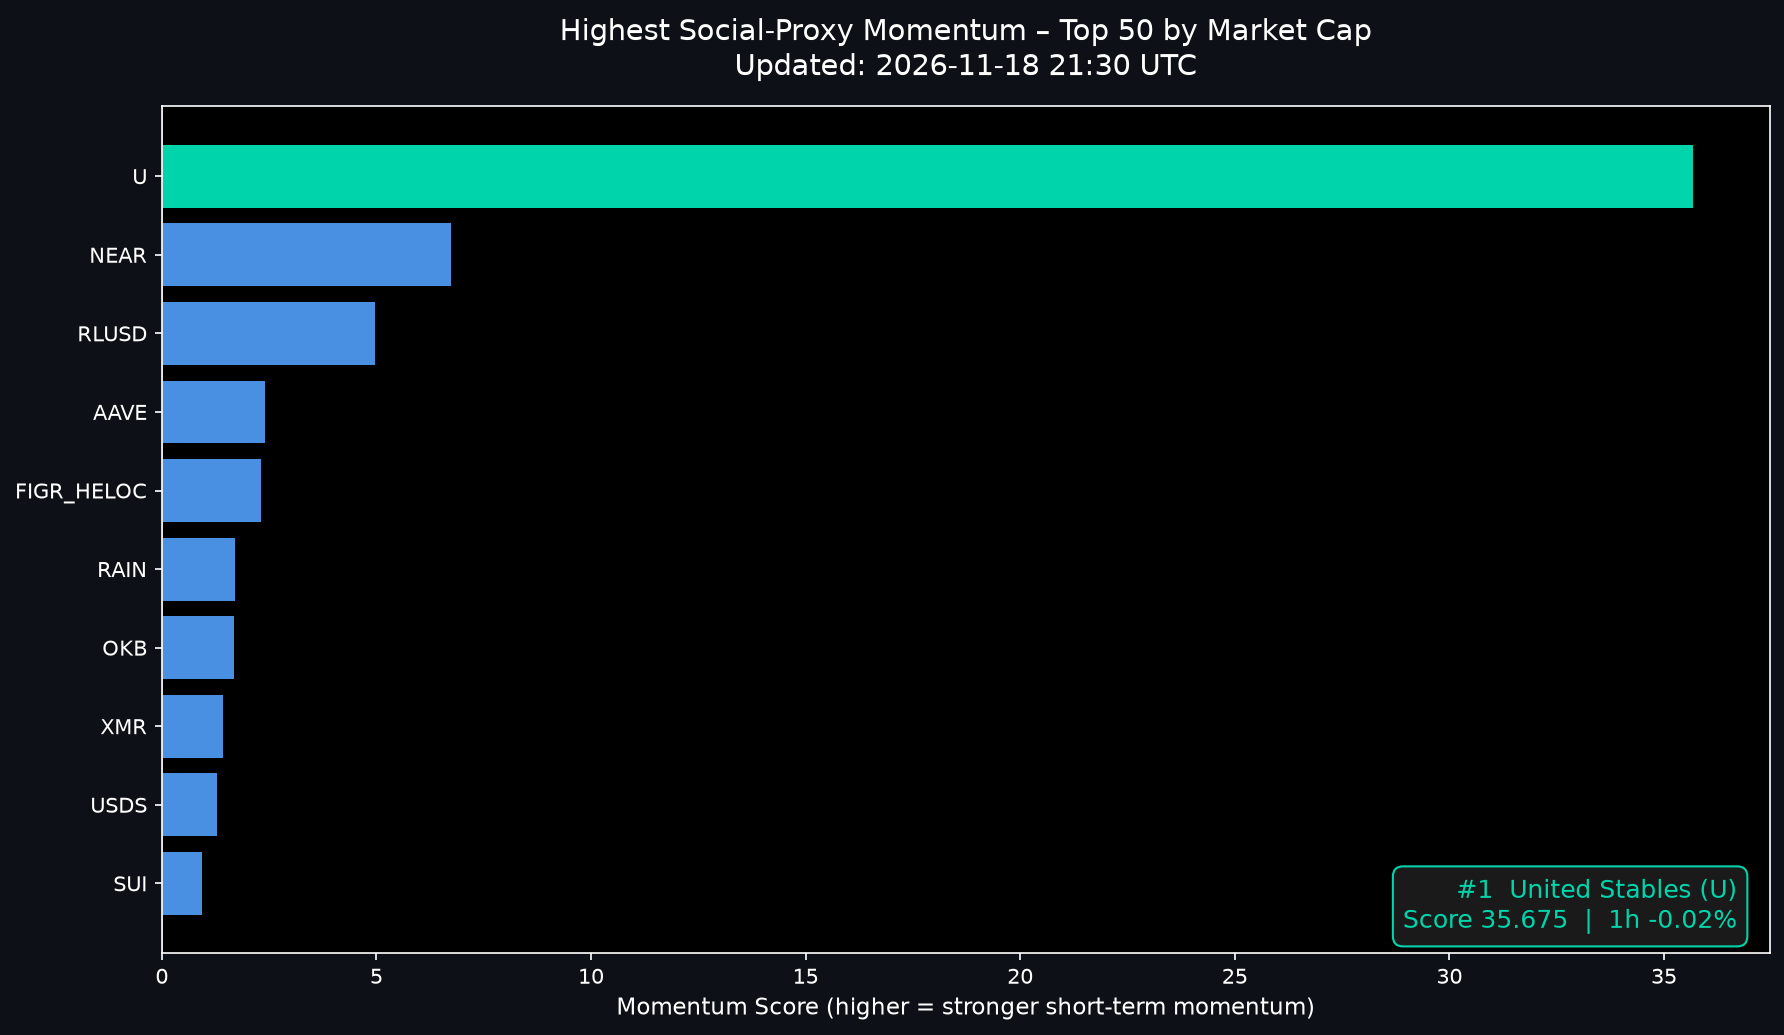 Highest Social-Proxy Momentum – Top 50 by Market Cap
Updated: 2026-11-18 21:30 UTC
U
NEAR
RLUSD
AAVE
FIGR_HELOC
RAIN
OKB
XMR
USDS
SUI
#1  United Stables (U)
Score 35.675  |  1h -0.02%
0 5 10 15 20 25 30 35
Momentum Score (higher = stronger short-term momentum)